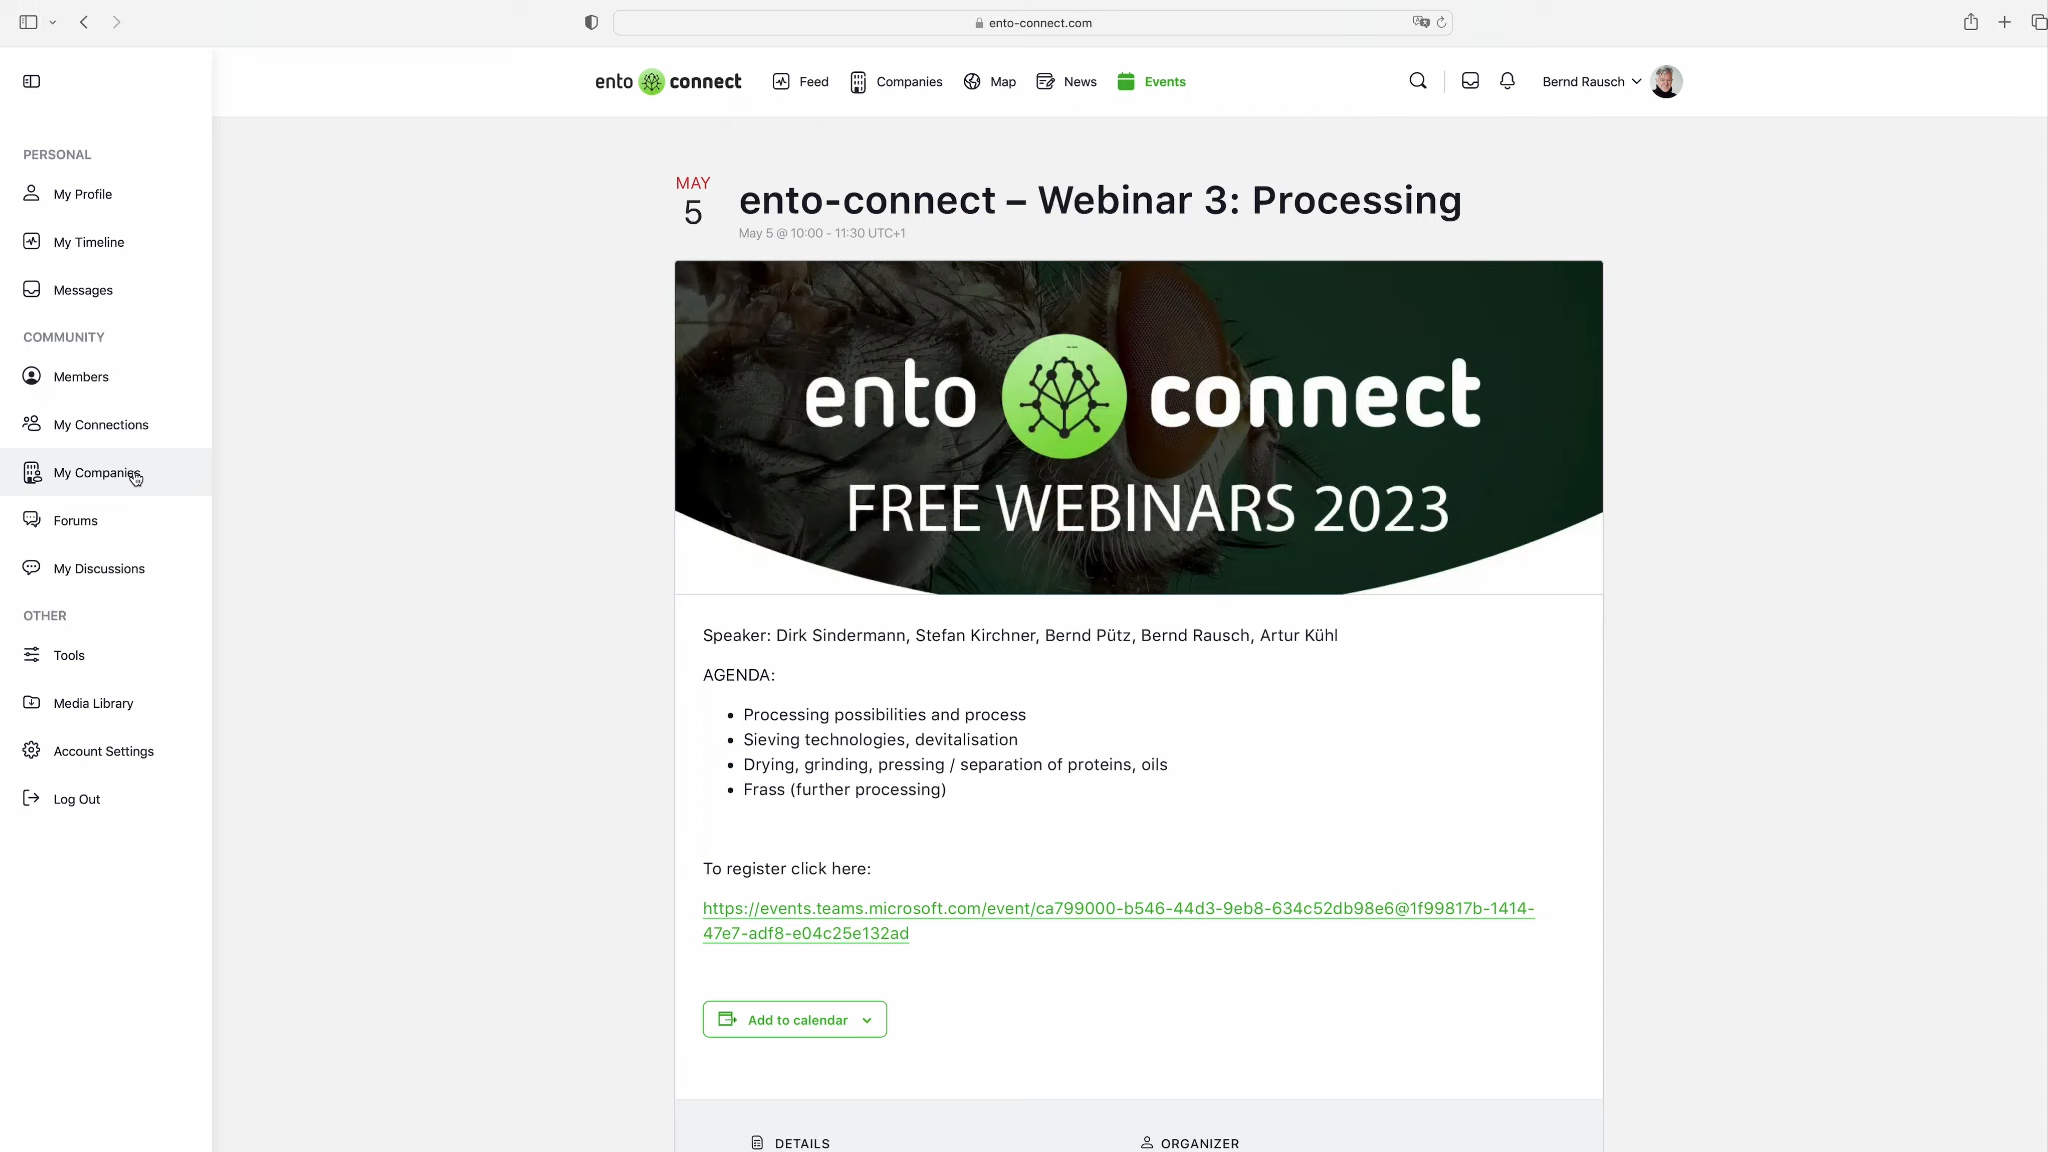 ento-connect.com
ento connect
Feed
Companies
Map
News
Events
Bernd Rausch
PERSONAL
My Profile
My Timeline
Messages
COMMUNITY
Members
My Connections
My Companies
Forums
My Discussions
OTHER
Tools
Media Library
Account Settings
Log Out
MAY
5
ento-connect – Webinar 3: Processing
May 5 @ 10:00 - 11:30 UTC+1
ento connect
FREE WEBINARS 2023
Speaker: Dirk Sindermann, Stefan Kirchner, Bernd Pütz, Bernd Rausch, Artur Kühl
AGENDA:
• Processing possibilities and process
• Sieving technologies, devitalisation
• Drying, grinding, pressing / separation of proteins, oils
• Frass (further processing)
To register click here:
https://events.teams.microsoft.com/event/ca799000-b546-44d3-9eb8-634c52db98e6@1f99817b-1414-
47e7-adf8-e04c25e132ad
Add to calendar
DETAILS
ORGANIZER